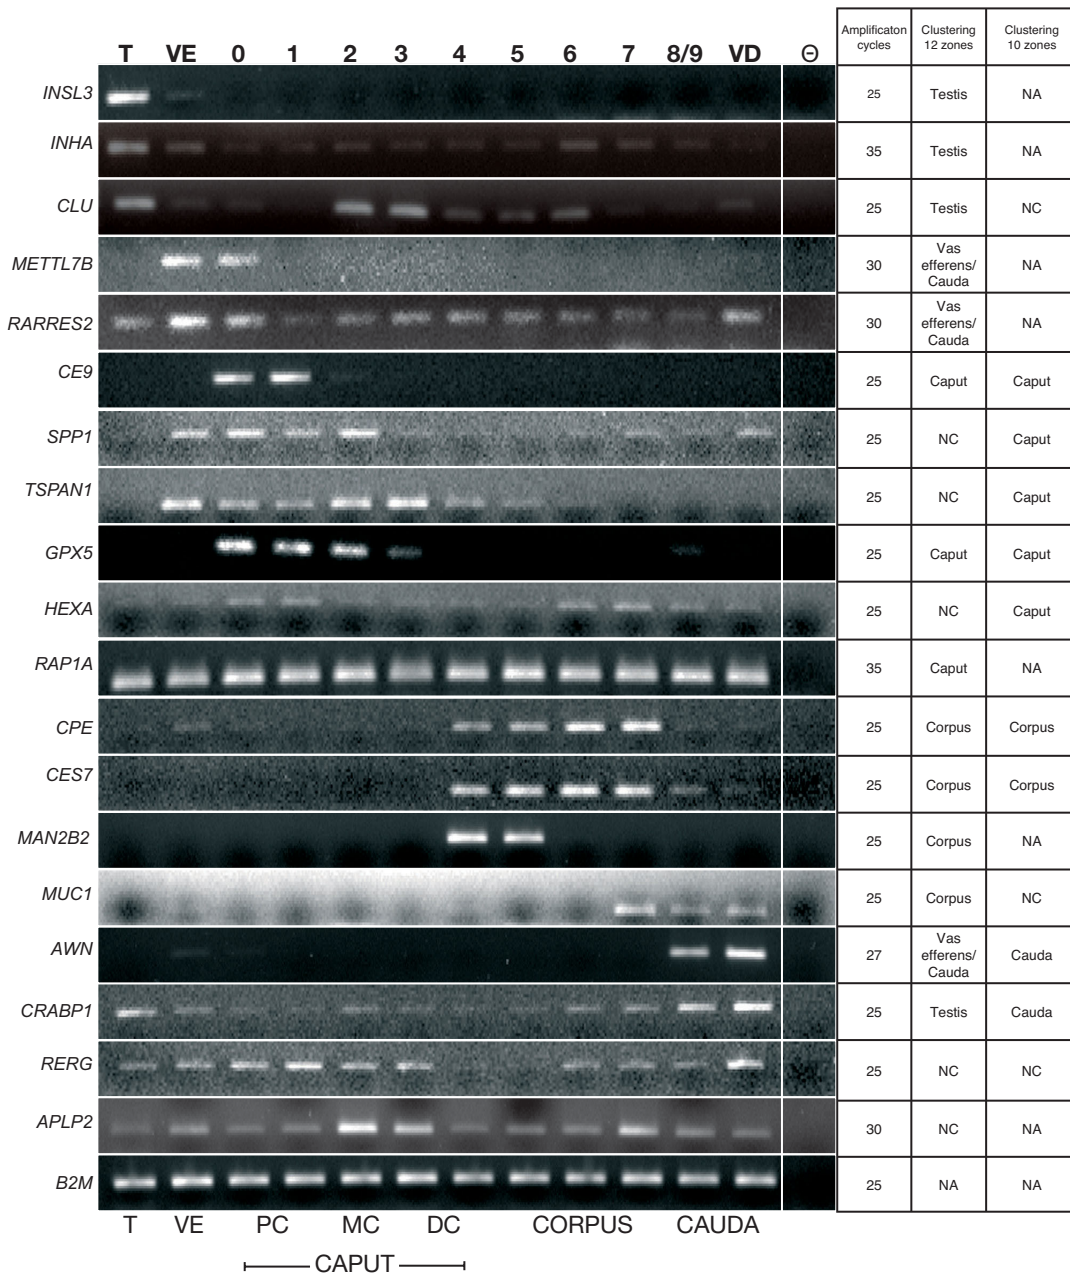 Amplificaton cycles Clustering 12 zones Clustering 10 zones
T VE 0 1 2 3 4 5 6 7 8/9 VD Θ
INSL3 25 Testis NA
INHA 35 Testis NA
CLU 25 Testis NC
METTL7B 30 Vas efferens/ Cauda NA
RARRES2 30 Vas efferens/ Cauda NA
CE9 25 Caput Caput
SPP1 25 NC Caput
TSPAN1 25 NC Caput
GPX5 25 Caput Caput
HEXA 25 NC Caput
RAP1A 35 Caput NA
CPE 25 Corpus Corpus
CES7 25 Corpus Corpus
MAN2B2 25 Corpus NA
MUC1 25 Corpus NC
AWN 27 Vas efferens/ Cauda Cauda
CRABP1 25 Testis Cauda
RERG 25 NC NC
APLP2 30 NC NA
B2M 25 NA NA
T VE PC MC DC CORPUS CAUDA
CAPUT